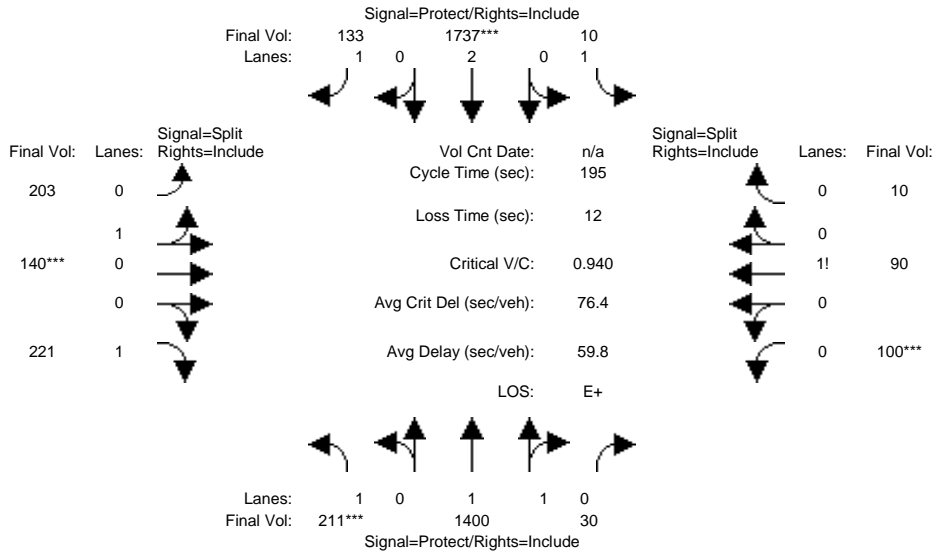 Signal=Protect/Rights=Include
Final Vol: 133 1737*** 10
Lanes: 1 0 2 0 1
Signal=Split
Final Vol: Lanes: Rights=Include
Vol Cnt Date: n/a
Signal=Split
Rights=Include Lanes: Final Vol:
Cycle Time (sec): 195
203 0
0 10
Loss Time (sec): 12
1
0
140*** 0
Critical V/C: 0.940
1! 90
0
Avg Crit Del (sec/veh): 76.4
0
221 1
Avg Delay (sec/veh): 59.8
0 100***
LOS: E+
Lanes: 1 0 1 1 0
Final Vol: 211*** 1400 30
Signal=Protect/Rights=Include